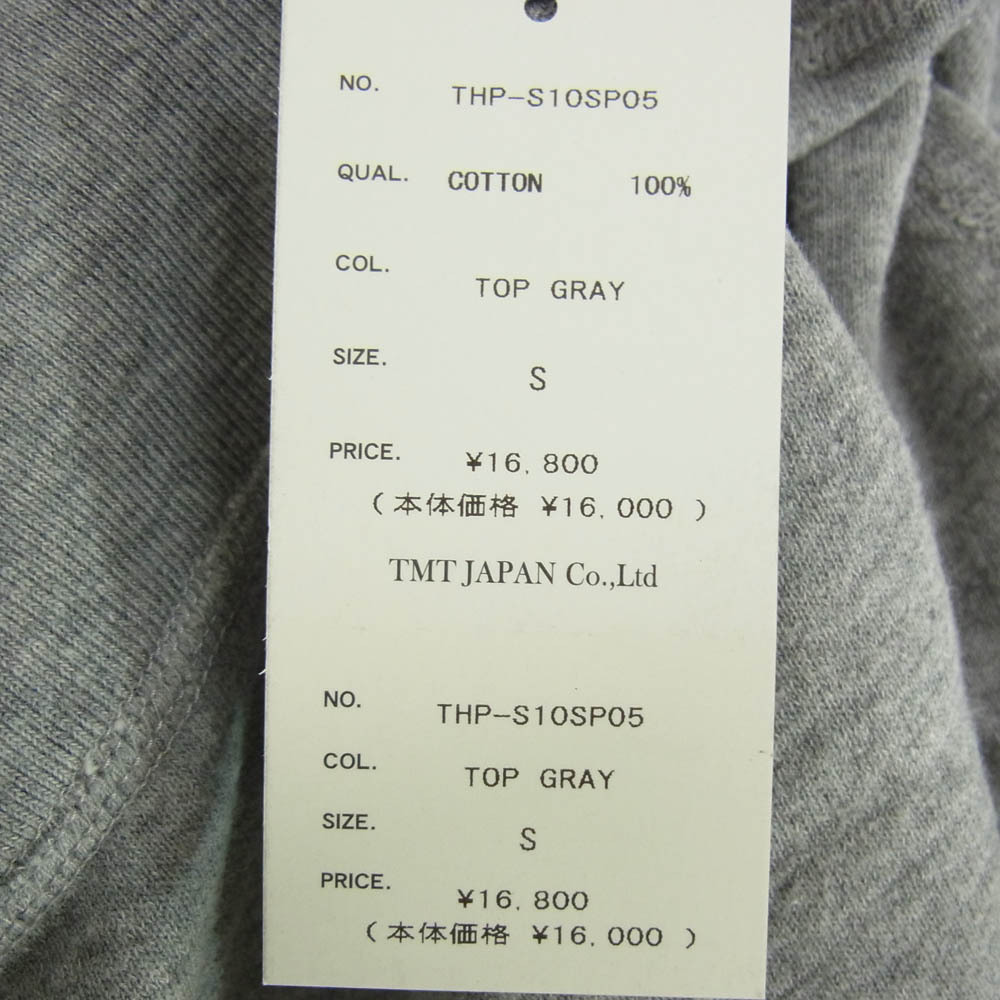 NO. THP-S10SP05
QUAL. COTTON 100%
COL. TOP GRAY
SIZE. S
PRICE. ¥16,800
(本体価格 ¥16,000 )
TMT JAPAN Co.,Ltd
NO. THP-S10SP05
COL. TOP GRAY
SIZE. S
PRICE. ¥16,800
(本体価格 ¥16,000 )